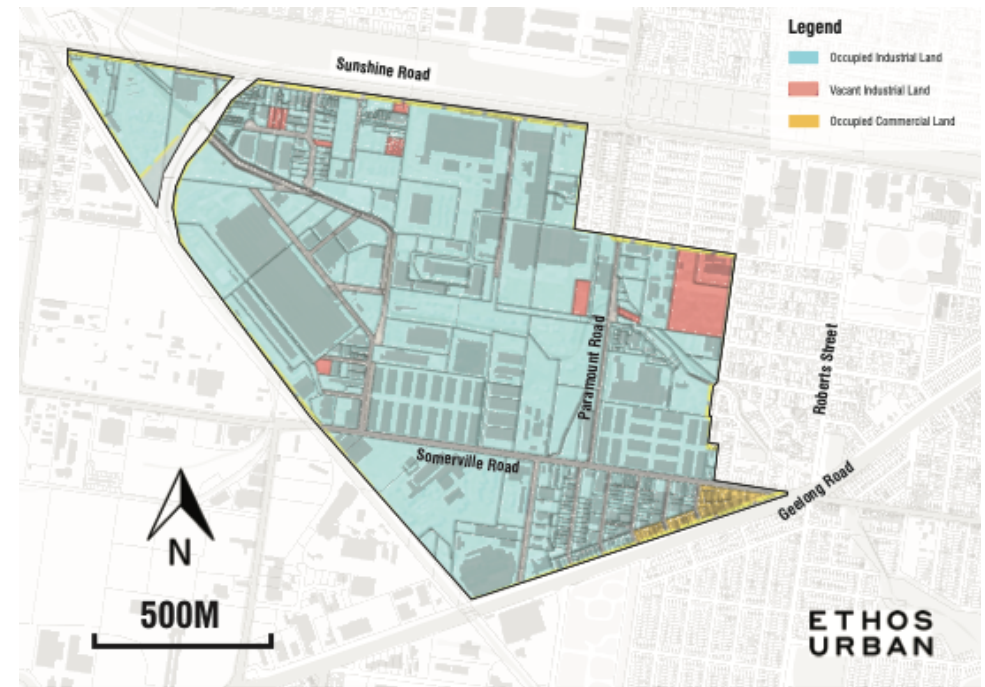 Legend
Occupied Industrial Land
Vacant Industrial Land
Occupied Commercial Land
Sunshine Road
Paramount Road
Roberts Street
Somerville Road
Geelong Road
N
500M
ETHOS
URBAN